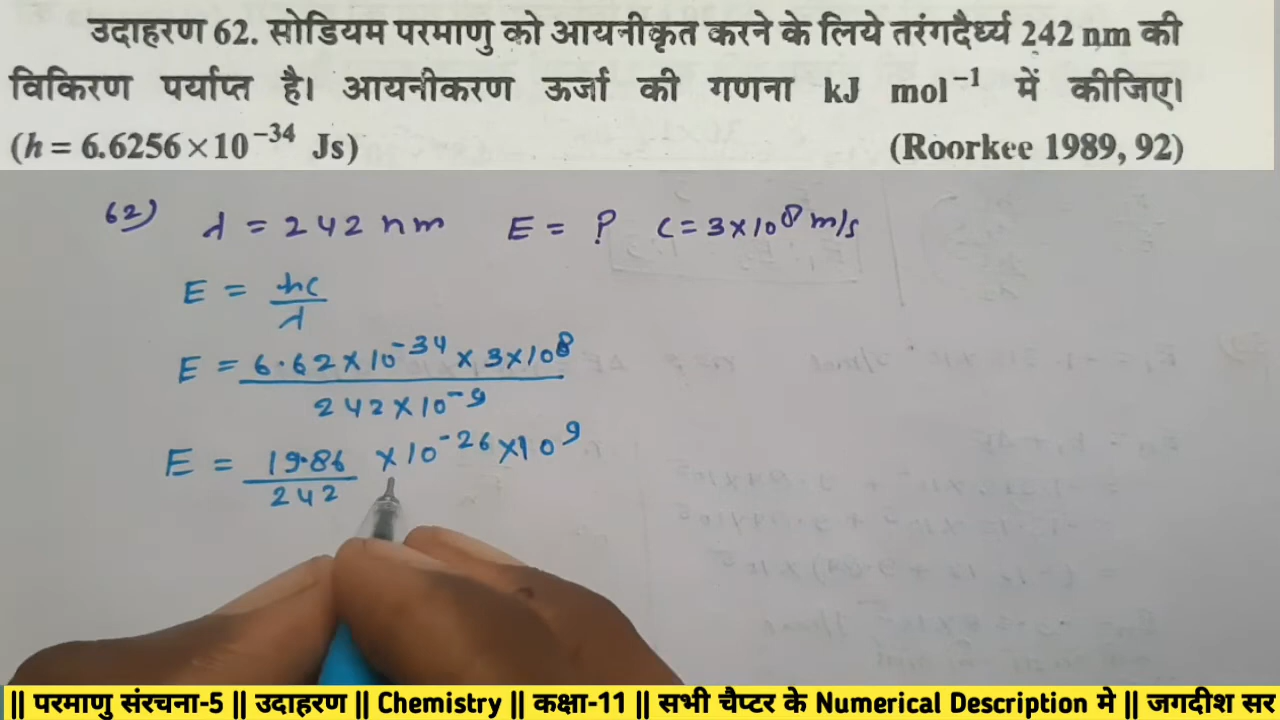 उदाहरण 62. सोडियम परमाणु को आयनीकृत करने के लिये तरंगदैर्ध्य 242 nm की
विकिरण पर्याप्त है। आयनीकरण ऊर्जा की गणना kJ mol⁻¹ में कीजिए।
(h = 6.6256×10⁻³⁴ Js) (Roorkee 1989, 92)
62) λ = 242 nm E = ? C = 3×10⁸ m/s
E = hc/λ
E = 6.62×10⁻³⁴ × 3×10⁸ / 242×10⁻⁹
E = 19.86/242 ×10⁻²⁶ ×10⁹
|| परमाणु संरचना-5 || उदाहरण || Chemistry || कक्षा-11 || सभी चैप्टर के Numerical Description मे || जगदीश सर